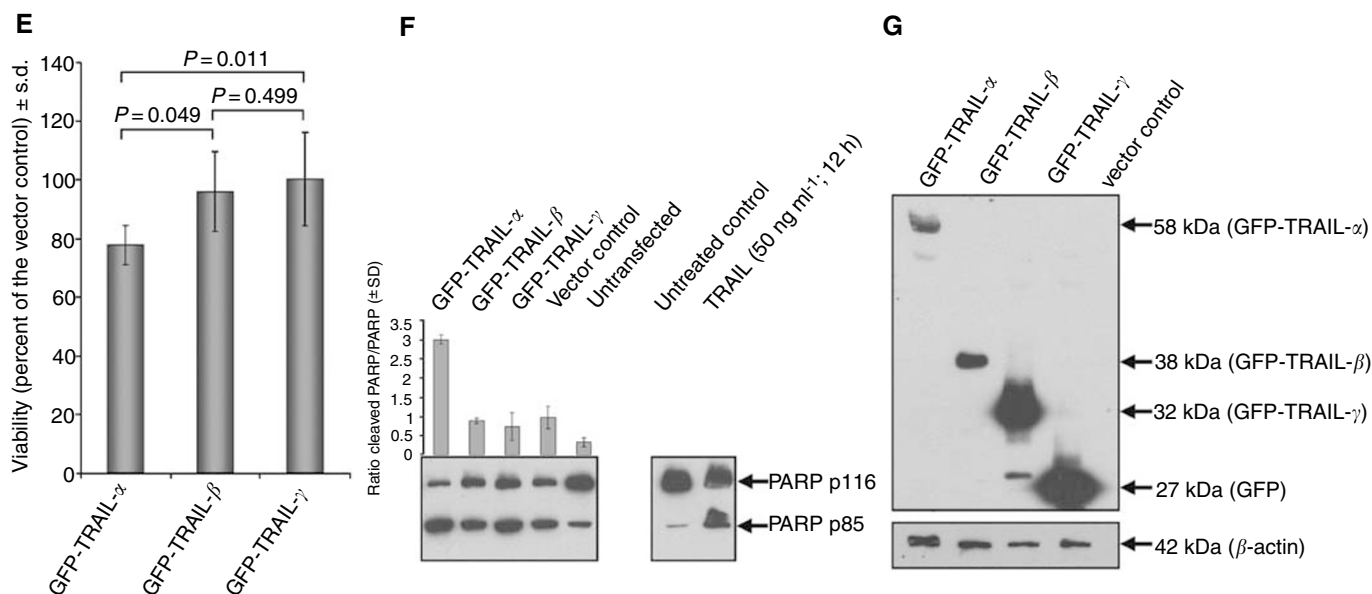 E
Viability (percent of the vector control) ± s.d.
140
120
100
80
60
40
20
0
P = 0.011
P = 0.499
P = 0.049
GFP-TRAIL-α
GFP-TRAIL-β
GFP-TRAIL-γ
F
GFP-TRAIL-α
GFP-TRAIL-β
GFP-TRAIL-γ
Vector control
Untransfected
Untreated control
TRAIL (50 ng ml-1; 12 h)
Ratio cleaved PARP/PARP (± SD)
3.5
3
2.5
2
1.5
1
0.5
0
PARP p116
PARP p85
G
GFP-TRAIL-α
GFP-TRAIL-β
GFP-TRAIL-γ
vector control
58 kDa (GFP-TRAIL-α)
38 kDa (GFP-TRAIL-β)
32 kDa (GFP-TRAIL-γ)
27 kDa (GFP)
42 kDa (β-actin)